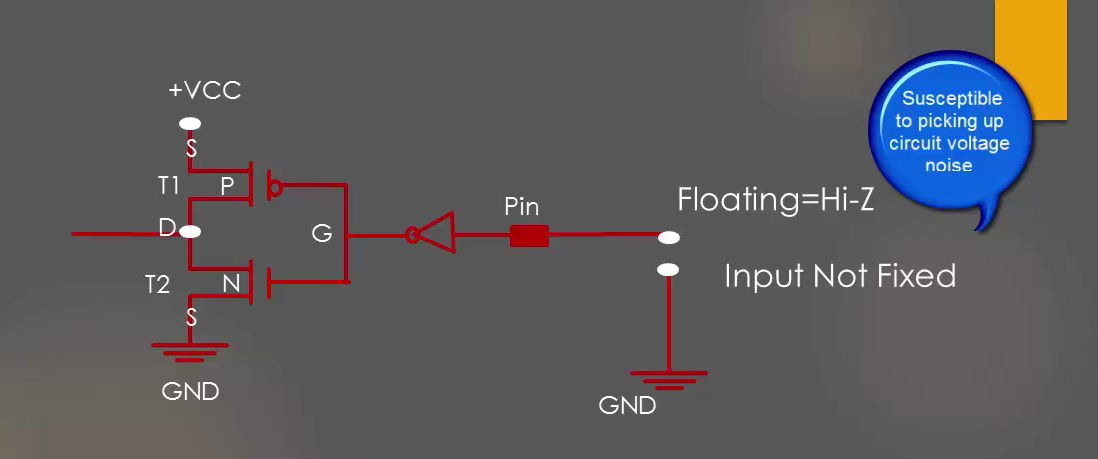 +VCC
S
T1
P
D
G
T2
N
S
GND
Pin
Floating=Hi-Z
Input Not Fixed
GND
Susceptible
to picking up
circuit voltage
noise